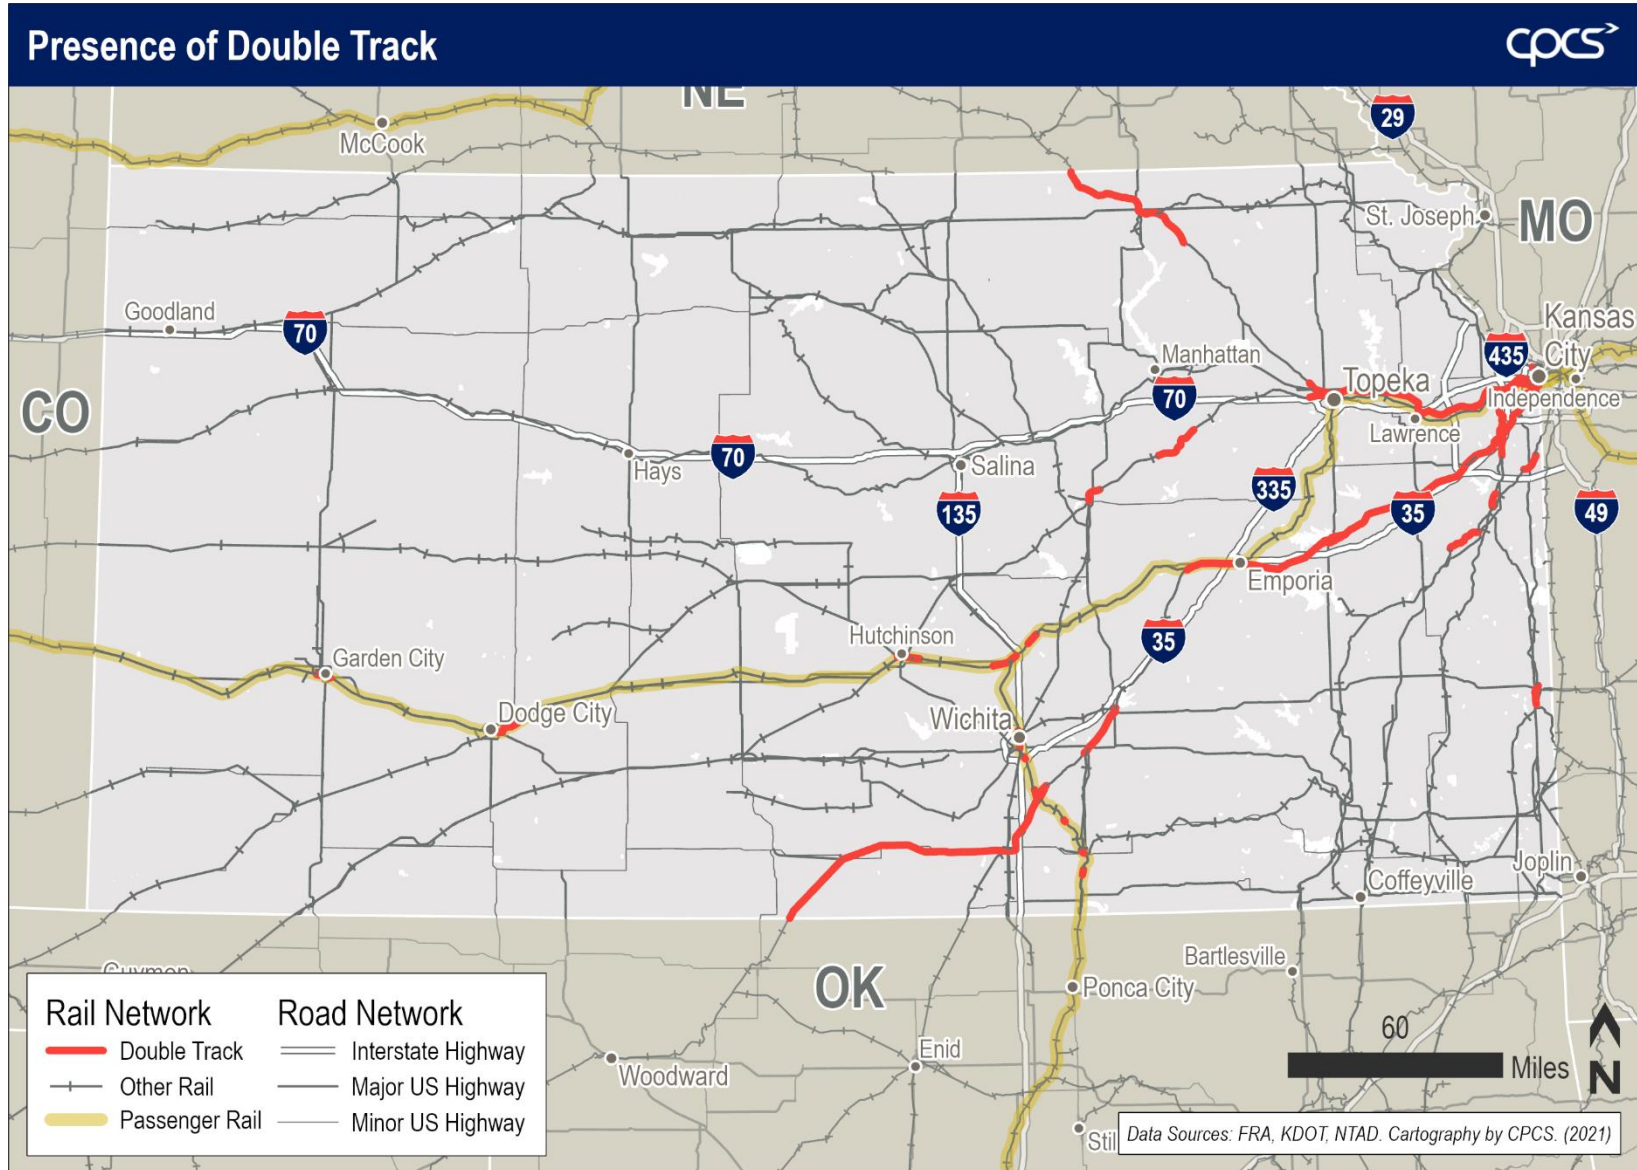 Presence of Double Track
cpcs
NE
29
McCook
St. Joseph
MO
Goodland
70
Kansas
City
435
Manhattan
70
Topeka
Independence
CO
Lawrence
Hays
70
Salina
135
335
35
49
Emporia
35
Hutchinson
Garden City
Dodge City
Wichita
Joplin
Coffeyville
Bartlesville
OK
Ponca City
Guymon
Rail Network
Double Track
Other Rail
Passenger Rail
Road Network
Interstate Highway
Major US Highway
Minor US Highway
Woodward
Enid
60
Miles
N
Stil
Data Sources: FRA, KDOT, NTAD. Cartography by CPCS. (2021)